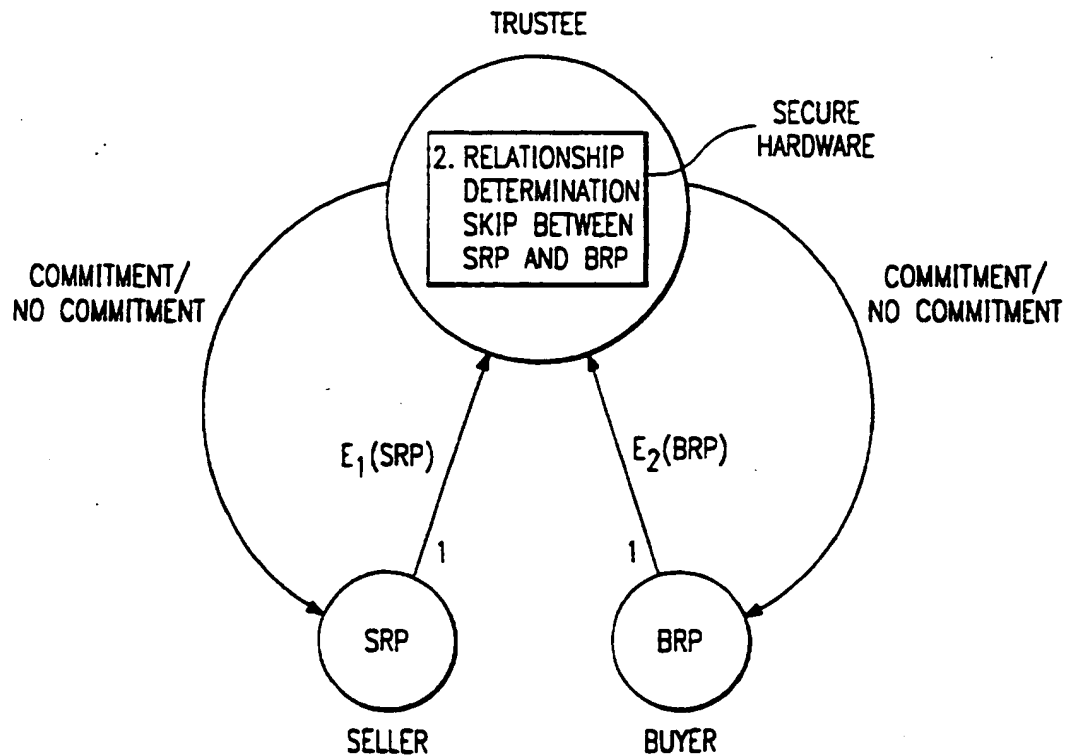 TRUSTEE
SECURE
HARDWARE
2. RELATIONSHIP
DETERMINATION
SKIP BETWEEN
SRP AND BRP
COMMITMENT/
NO COMMITMENT
COMMITMENT/
NO COMMITMENT
E1(SRP)
E2(BRP)
1
1
SRP
BRP
SELLER
BUYER